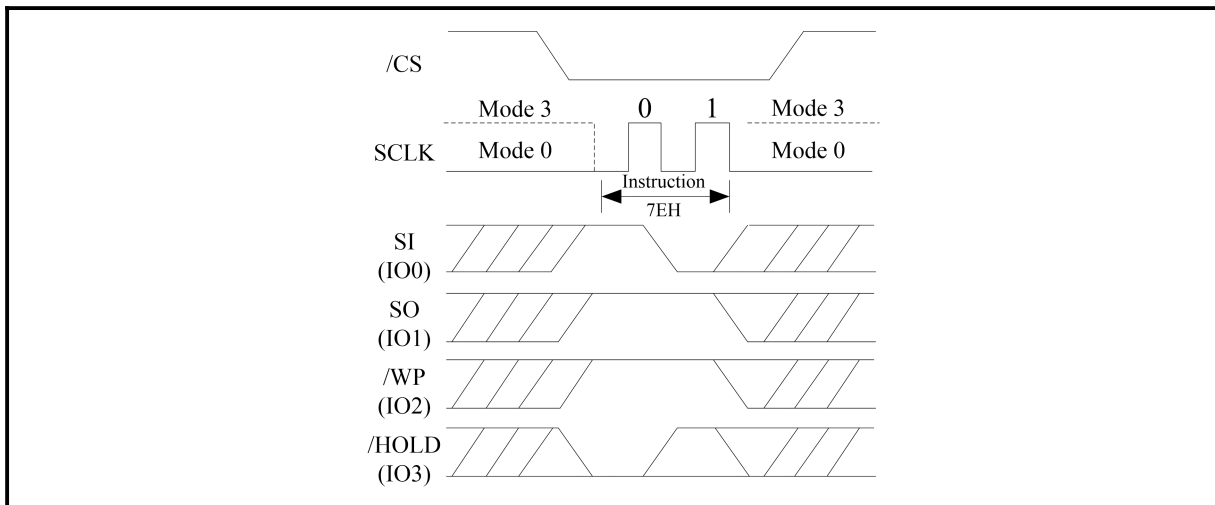 /CS
Mode 3 0 1 Mode 3
SCLK Mode 0 Mode 0
Instruction
7EH
SI
(IO0)
SO
(IO1)
/WP
(IO2)
/HOLD
(IO3)